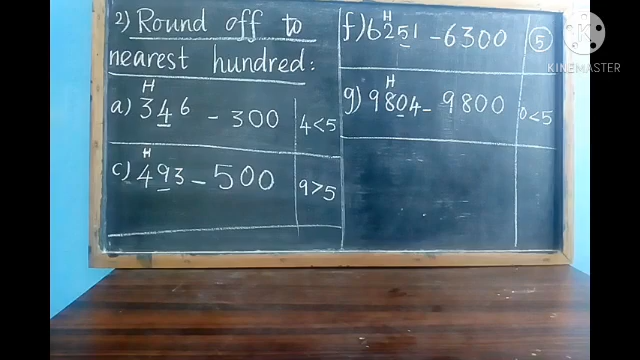 2) Round off to
nearest hundred:
H
a) 346 - 300 4<5
H
c) 493 - 500 9>5
H
f) 6251 - 6300 5
H
g) 9804 - 9800 0<5
KINEMASTER